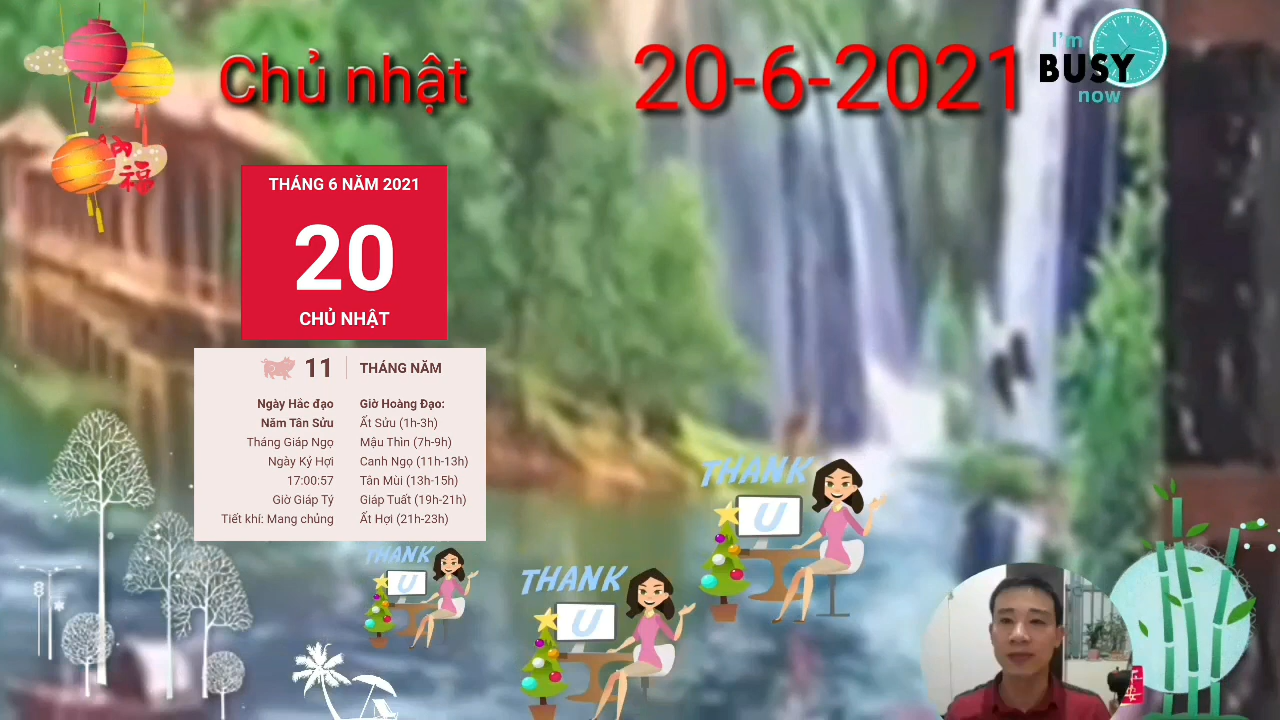 Chủ nhật
20-6-2021
I'm
BUSY
now
福
THÁNG 6 NĂM 2021
20
CHỦ NHẬT
11 THÁNG NĂM
Ngày Hắc đạo
Năm Tân Sửu
Tháng Giáp Ngọ
Ngày Kỷ Hợi
17:00:57
Giờ Giáp Tý
Tiết khí: Mang chủng
Giờ Hoàng Đạo:
Ất Sửu (1h-3h)
Mậu Thìn (7h-9h)
Canh Ngọ (11h-13h)
Tân Mùi (13h-15h)
Giáp Tuất (19h-21h)
Ất Hợi (21h-23h)
THANK
U
THANK
U
THANK
U